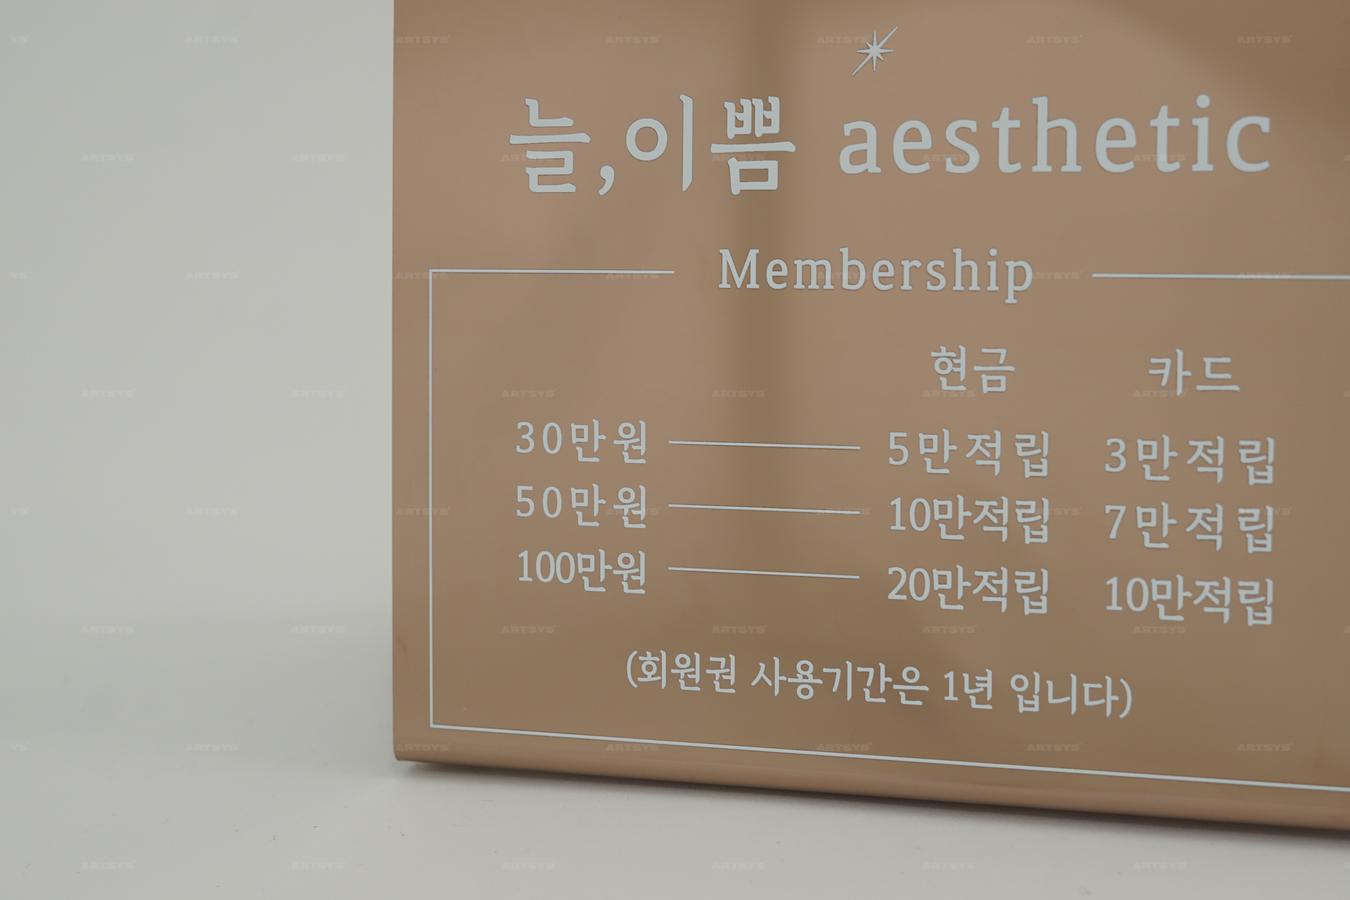 늘,이쁨 aesthetic
Membership
현금 카드
30만원 5만적립 3만적립
50만원 10만적립 7만적립
100만원 20만적립 10만적립
(회원권 사용기간은 1년 입니다)
ARTSYS